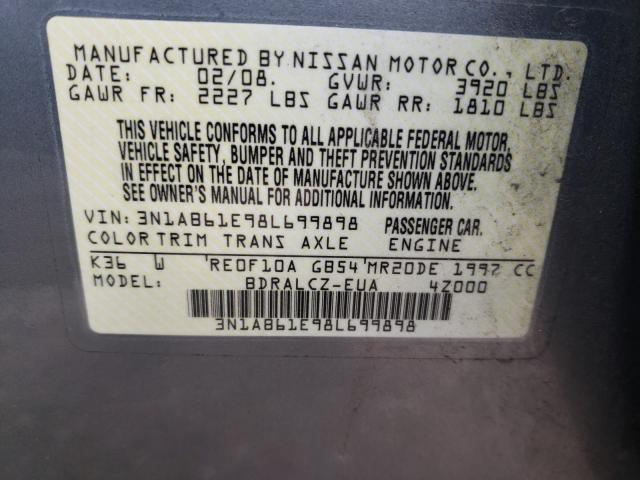 MANUFACTURED BY NISSAN MOTOR CO., LTD.
DATE: 02/08. GVWR: 3920 LBS
GAWR FR: 2227 LBS GAWR RR: 1810 LBS
THIS VEHICLE CONFORMS TO ALL APPLICABLE FEDERAL MOTOR
VEHICLE SAFETY, BUMPER AND THEFT PREVENTION STANDARDS
IN EFFECT ON THE DATE OF MANUFACTURE SHOWN ABOVE.
SEE OWNER'S MANUAL FOR ADDITIONAL INFORMATION.
VIN: 3N1AB61E98L699898 PASSENGER CAR.
COLOR TRIM TRANS AXLE ENGINE
K36 W 'RE0F10A GB54'MR20DE 1997 CC
MODEL: BDRALCZ-EUA 4Z000
3N1AB61E98L699898